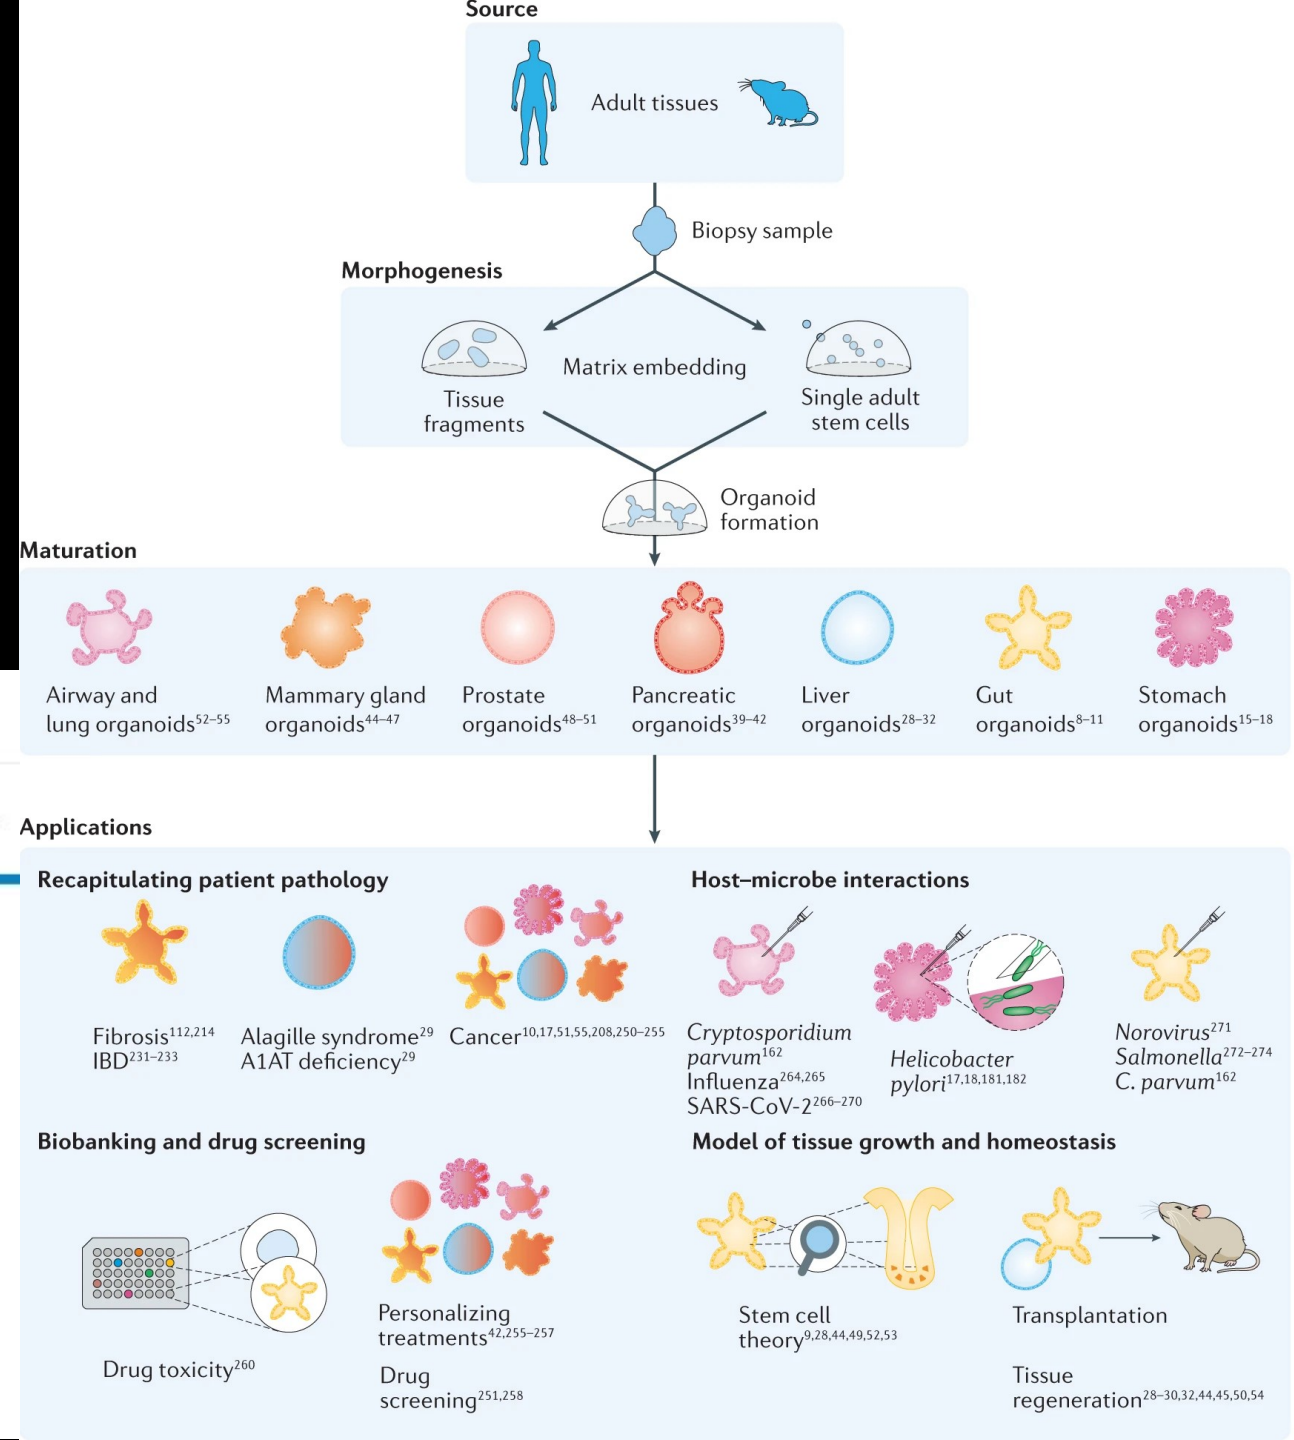 Source
Adult tissues
Biopsy sample
Morphogenesis
Matrix embedding
Tissue
fragments
Single adult
stem cells
Organoid
formation
Maturation
Airway and
lung organoids52–55
Mammary gland
organoids44–47
Prostate
organoids48–51
Pancreatic
organoids39–42
Liver
organoids28–32
Gut
organoids8–11
Stomach
organoids15–18
Applications
Recapitulating patient pathology
Fibrosis112,214
IBD231–233
Alagille syndrome29
A1AT deficiency29
Cancer10,17,51,55,208,250–255
Host–microbe interactions
Cryptosporidium
parvum162
Influenza264,265
SARS-CoV-2266–270
Helicobacter
pylori17,18,181,182
Norovirus271
Salmonella272–274
C. parvum162
Biobanking and drug screening
Drug toxicity260
Personalizing
treatments42,255–257
Drug
screening251,258
Model of tissue growth and homeostasis
Stem cell
theory9,28,44,49,52,53
Transplantation
Tissue
regeneration28–30,32,44,45,50,54